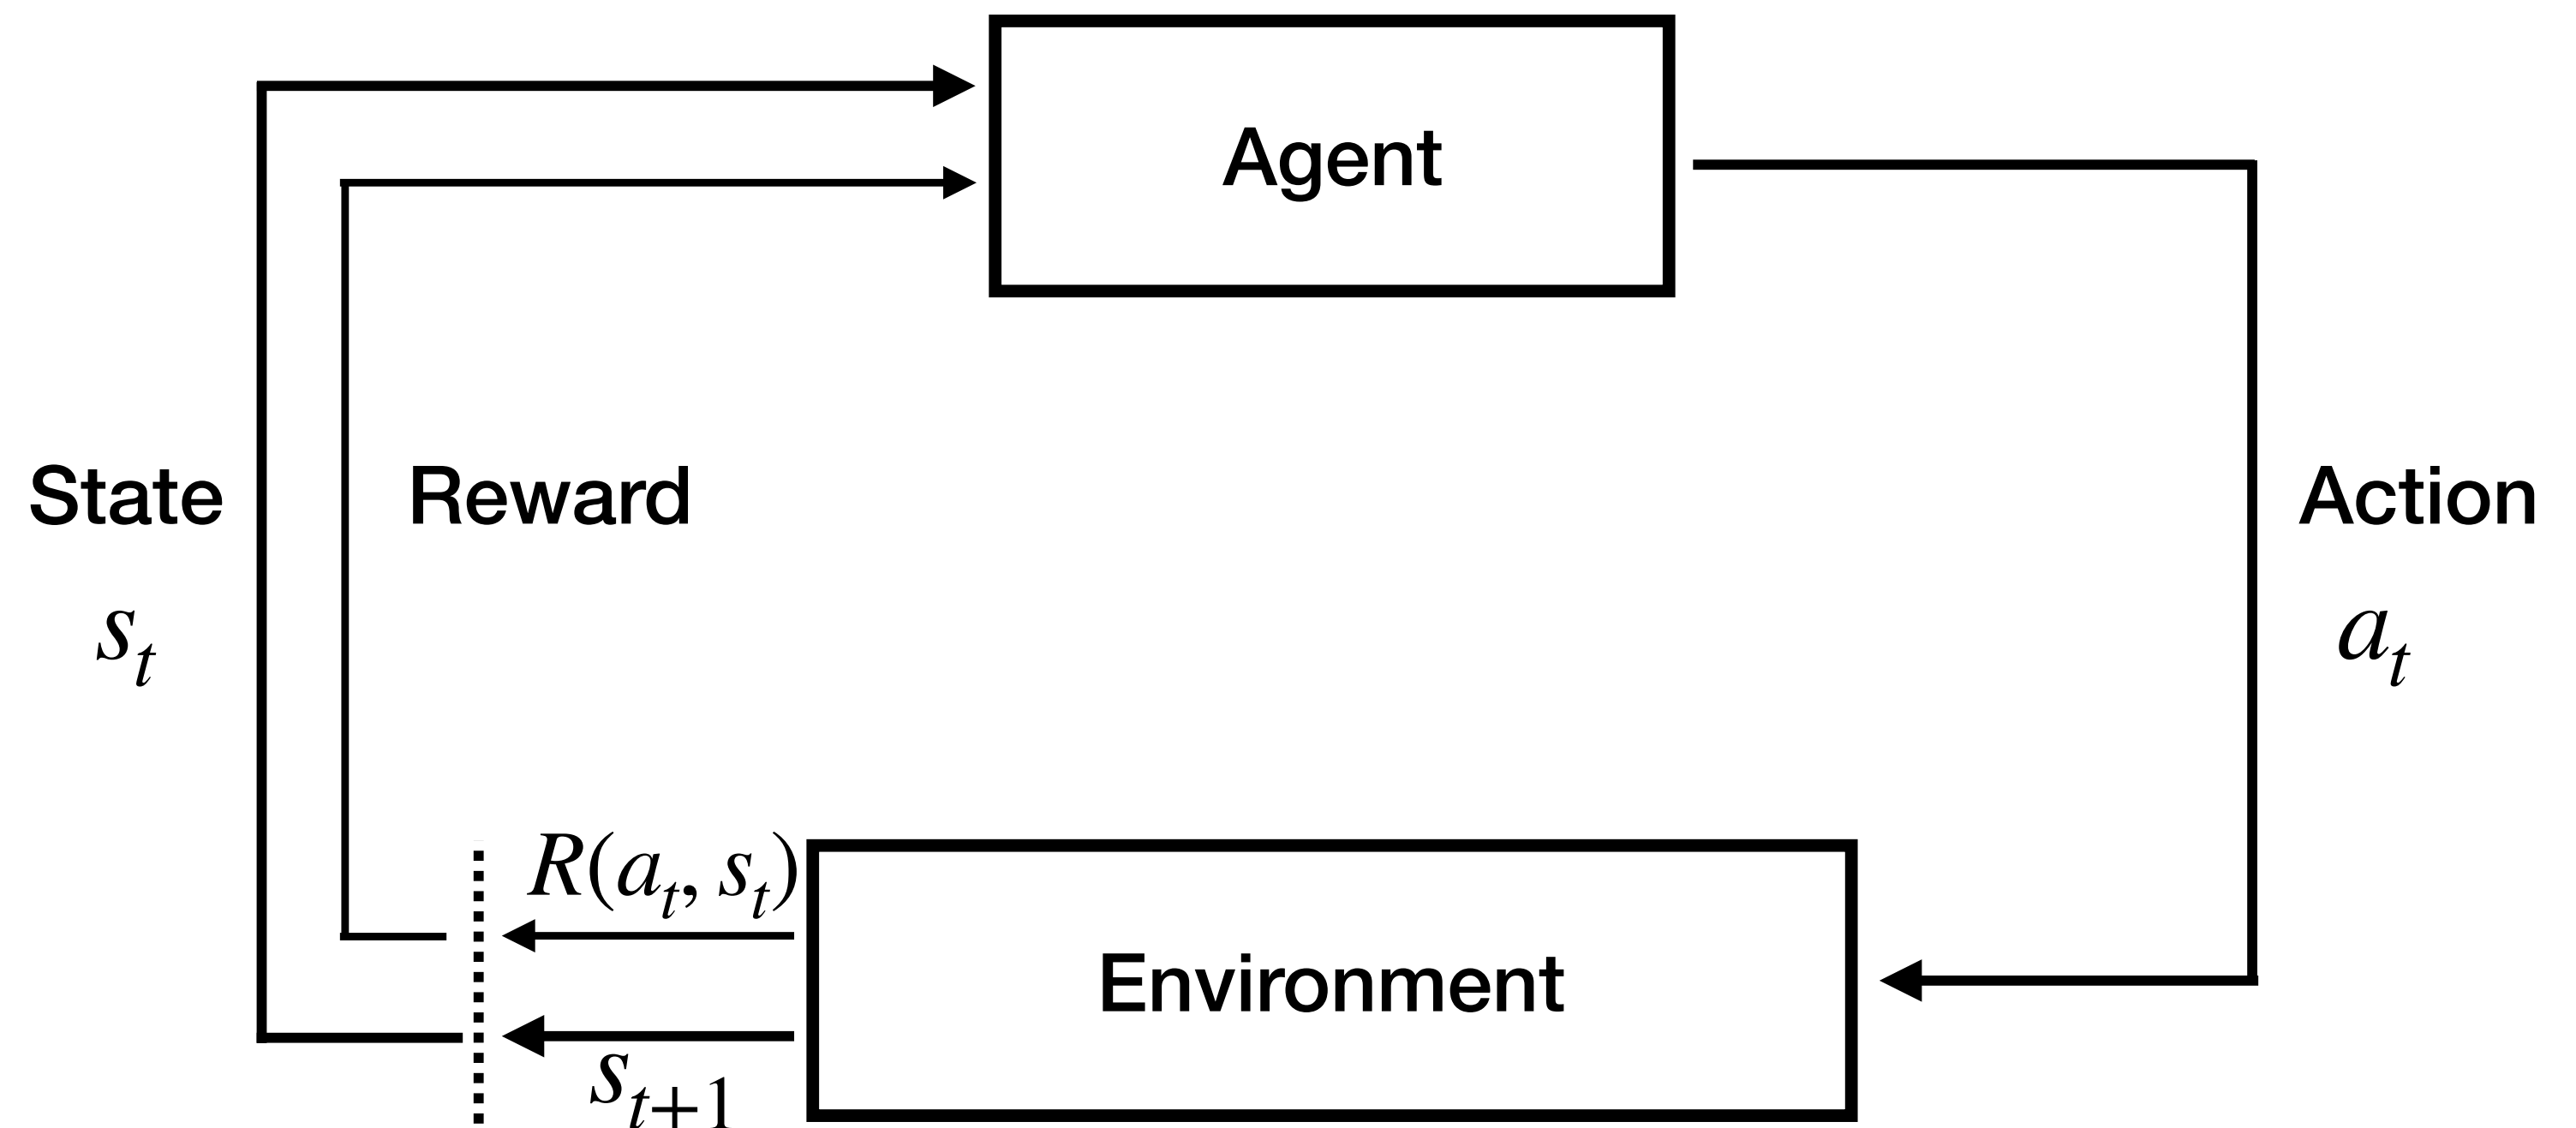 Agent
State
Reward
Action
s_t
a_t
R(a_t, s_t)
Environment
s_{t+1}